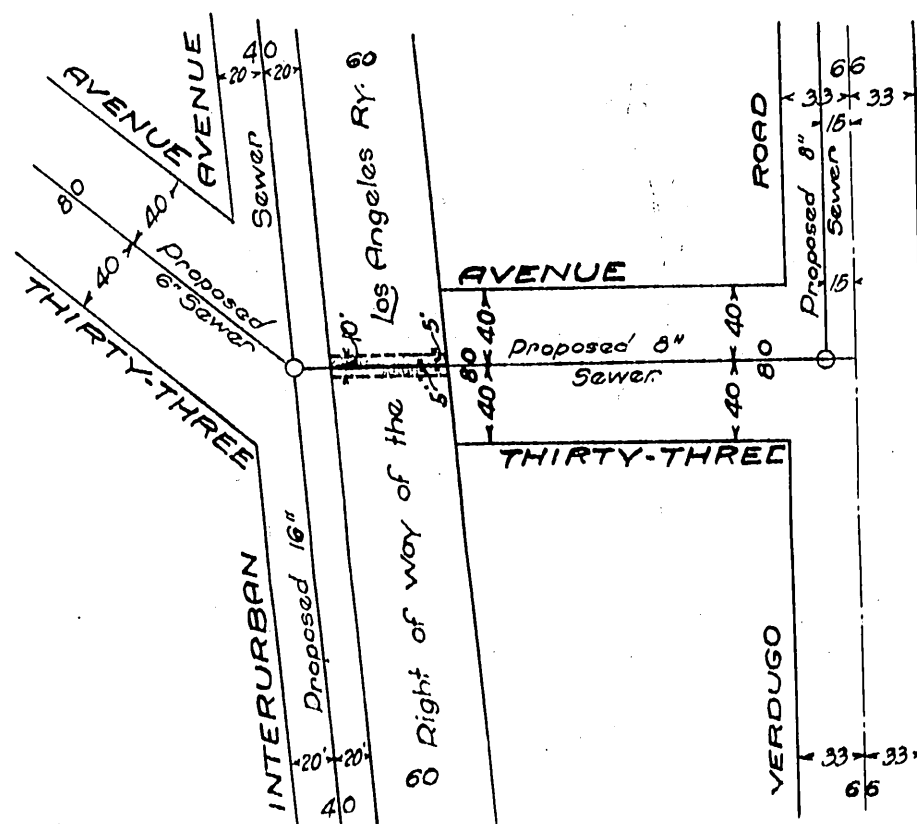 AVENUE
80
40
40
Proposed
6" Sewer
THIRTY-THREE
AVENUE
40
20'
20'
Sewer
INTERURBAN
Proposed 16"
20'
20'
40
60
Los Angeles Ry.
10'
5'
5'
Right of way of the
60
AVENUE
40
40
80
Proposed 8"
Sewer
40
40
80
THIRTY-THREE
ROAD
66
33
33
15
Proposed 8"
Sewer
15
VERDUGO
33
33
66